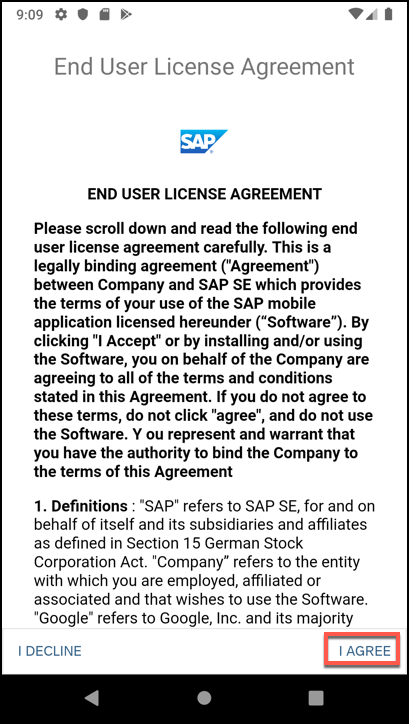 9:09
End User License Agreement
SAP
END USER LICENSE AGREEMENT
Please scroll down and read the following end
user license agreement carefully. This is a
legally binding agreement ("Agreement")
between Company and SAP SE which provides
the terms of your use of the SAP mobile
application licensed hereunder (“Software”). By
clicking "I Accept" or by installing and/or using
the Software, you on behalf of the Company are
agreeing to all of the terms and conditions
stated in this Agreement. If you do not agree to
these terms, do not click "agree", and do not use
the Software. Y ou represent and warrant that
you have the authority to bind the Company to
the terms of this Agreement
1. Definitions : "SAP" refers to SAP SE, for and on
behalf of itself and its subsidiaries and affiliates
as defined in Section 15 German Stock
Corporation Act. "Company” refers to the entity
with which you are employed, affiliated or
associated and that wishes to use the Software.
"Google" refers to Google, Inc. and its majority
I DECLINE
I AGREE